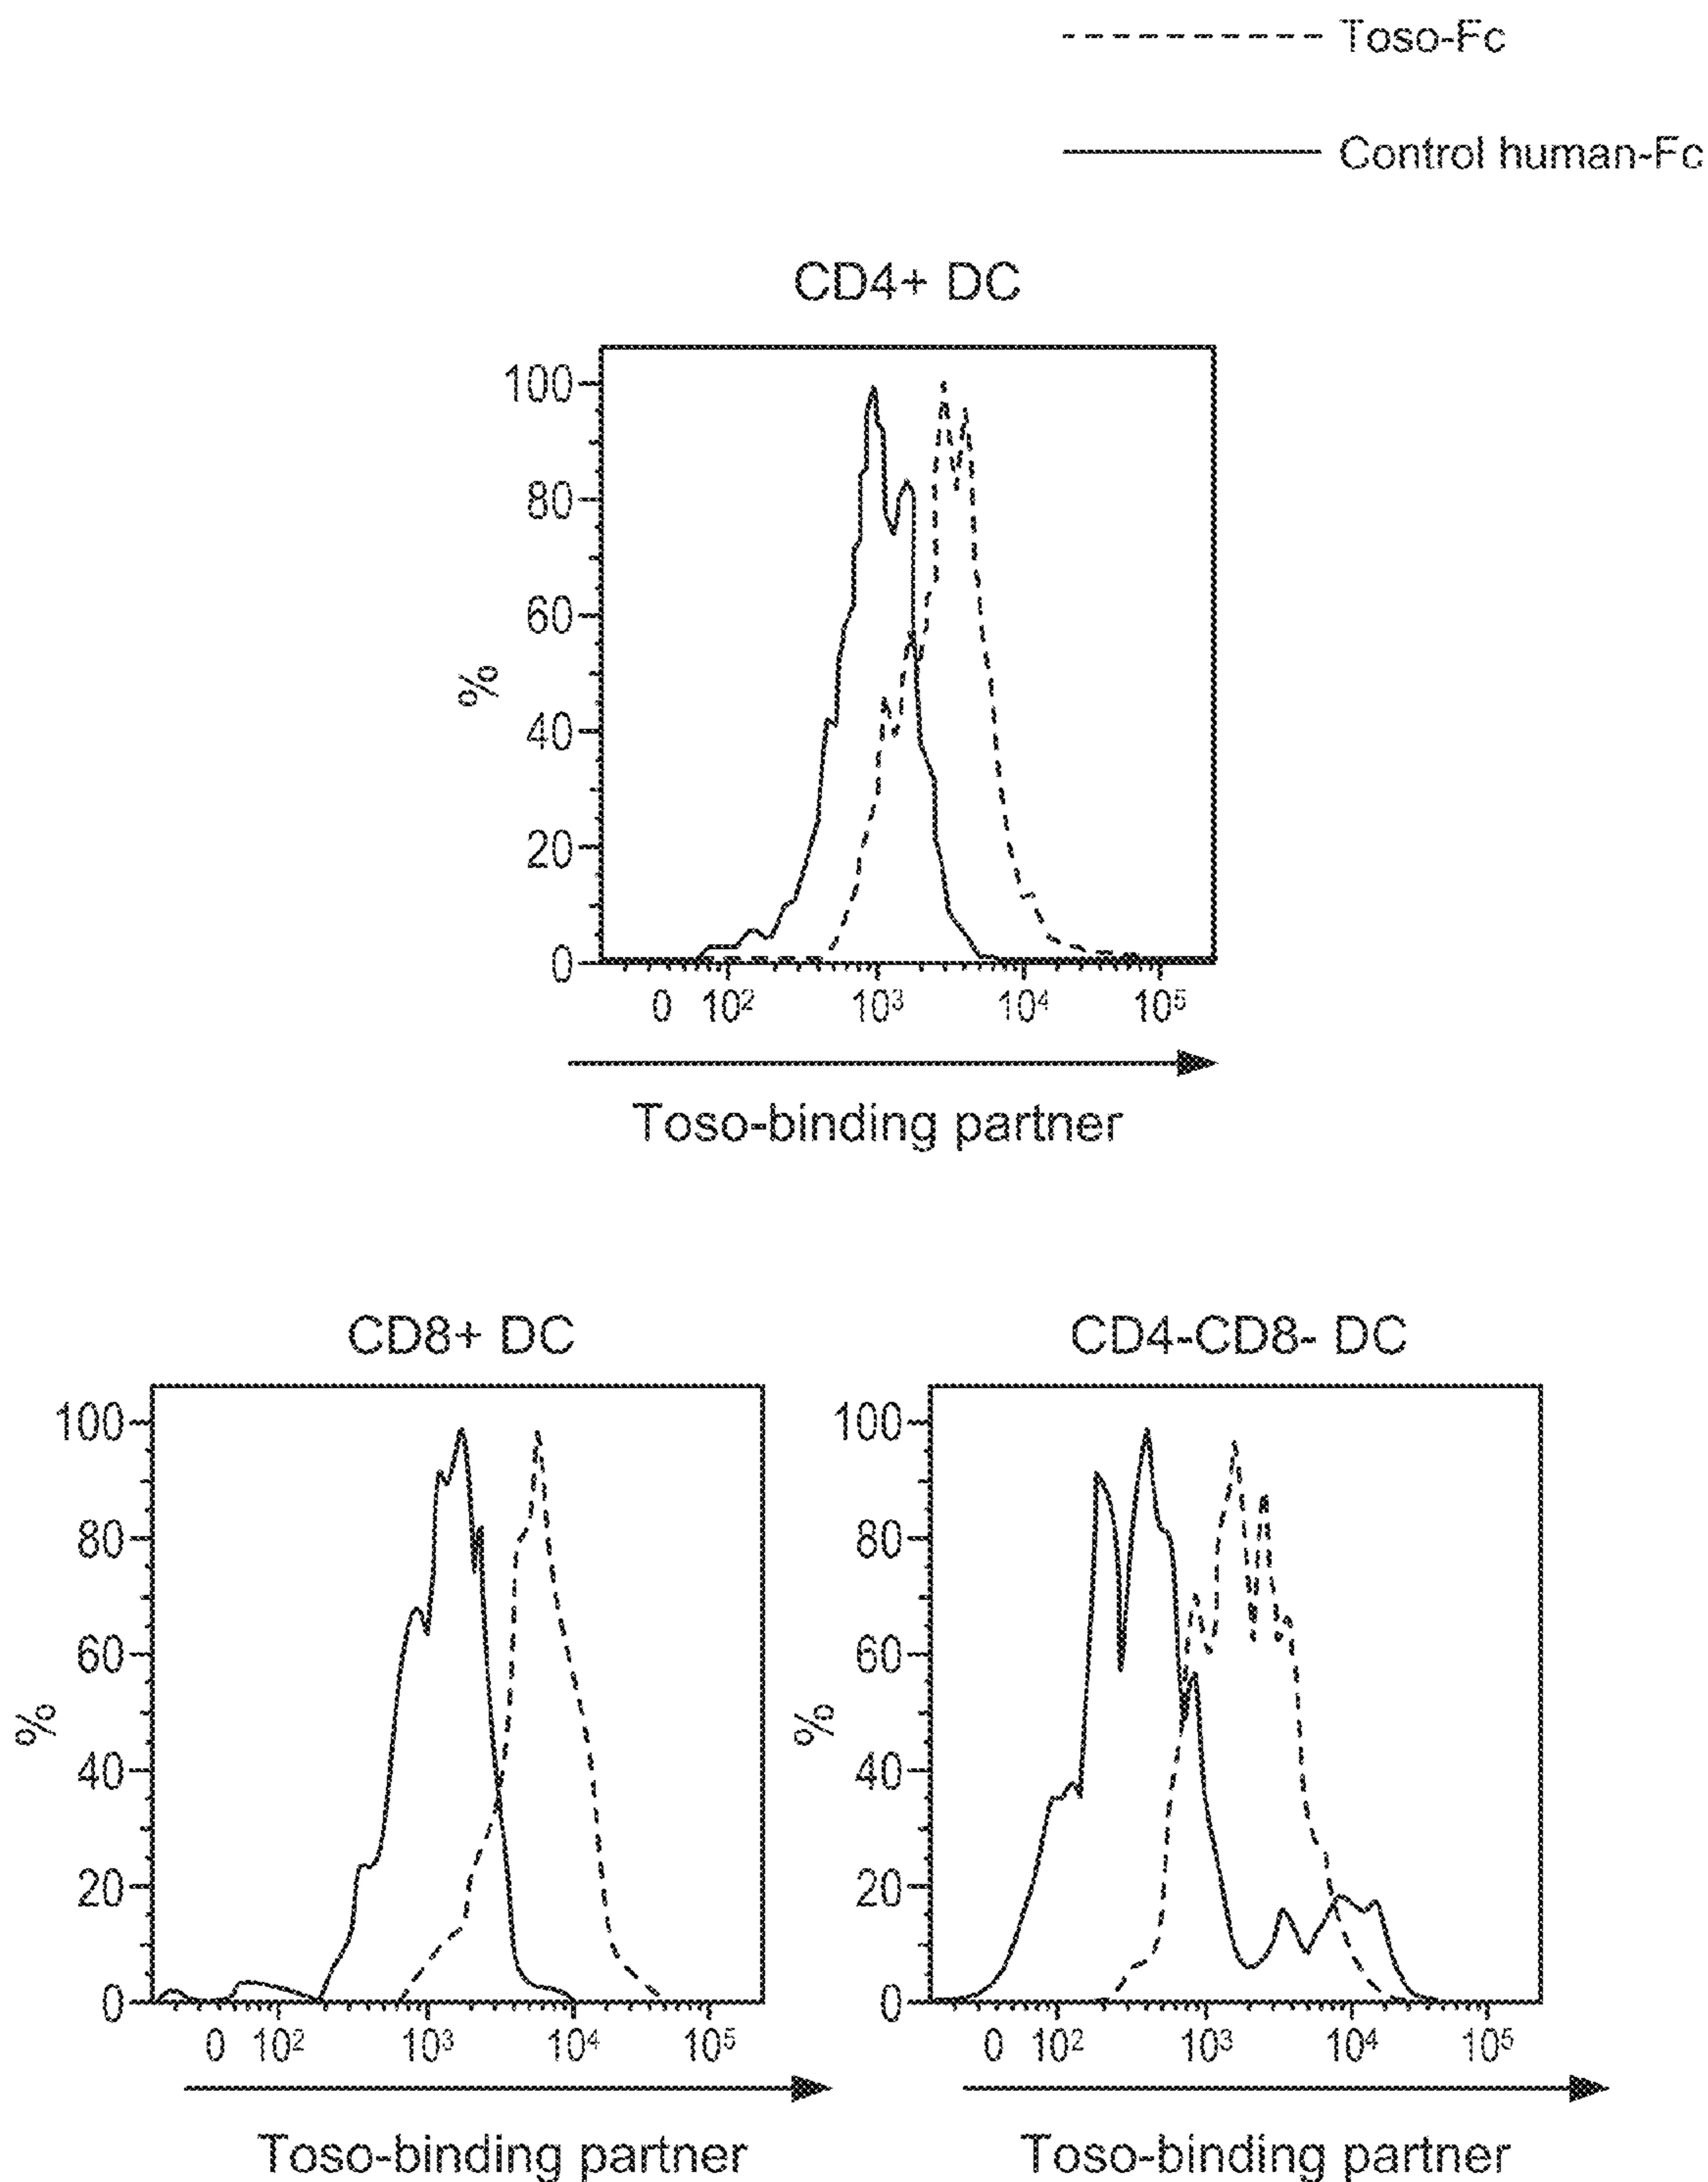 Toso-Fc
Control human-Fc
CD4+ DC
100
80
60
40
20
0
%
0 10² 10³ 10⁴ 10⁵
Toso-binding partner
CD8+ DC
100
80
60
40
20
0
%
0 10² 10³ 10⁴ 10⁵
Toso-binding partner
CD4-CD8- DC
100
80
60
40
20
0
%
0 10² 10³ 10⁴ 10⁵
Toso-binding partner